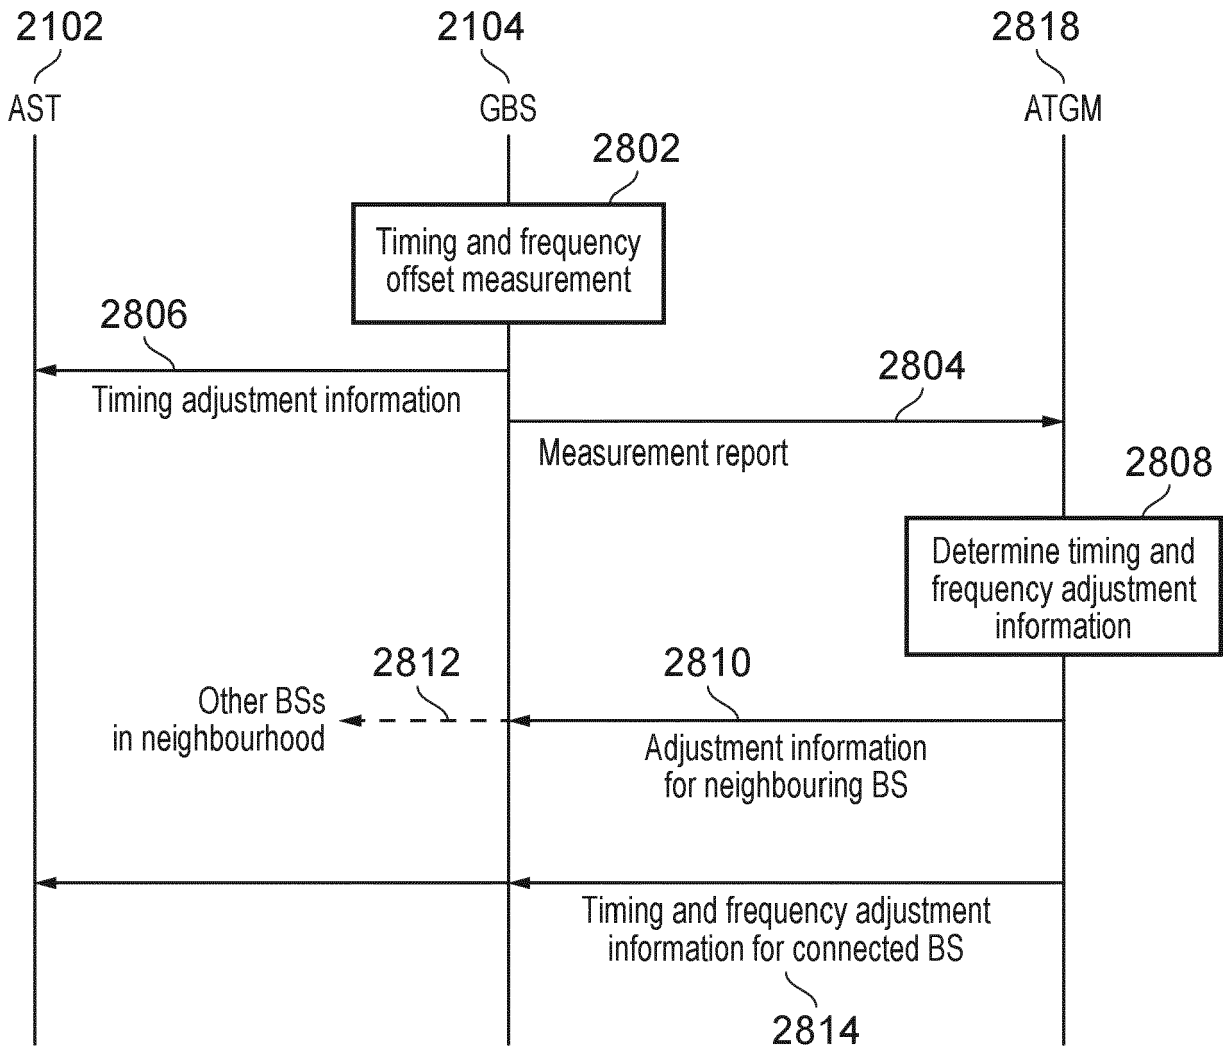 2102
2104
2818
AST
GBS
ATGM
2802
Timing and frequency
offset measurement
2806
Timing adjustment information
2804
Measurement report
2808
Determine timing and
frequency adjustment
information
2812
2810
Other BSs
in neighbourhood
Adjustment information
for neighbouring BS
Timing and frequency adjustment
information for connected BS
2814